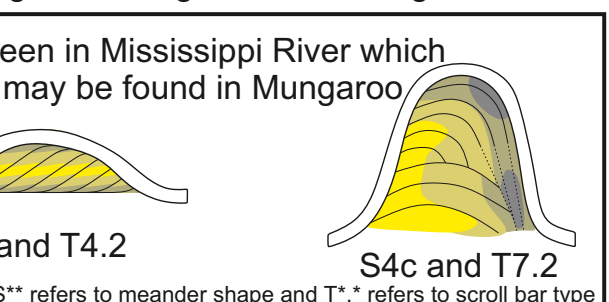 een in Mississippi River which
may be found in Mungaroo
and T4.2
S4c and T7.2
S** refers to meander shape and T*.* refers to scroll bar type